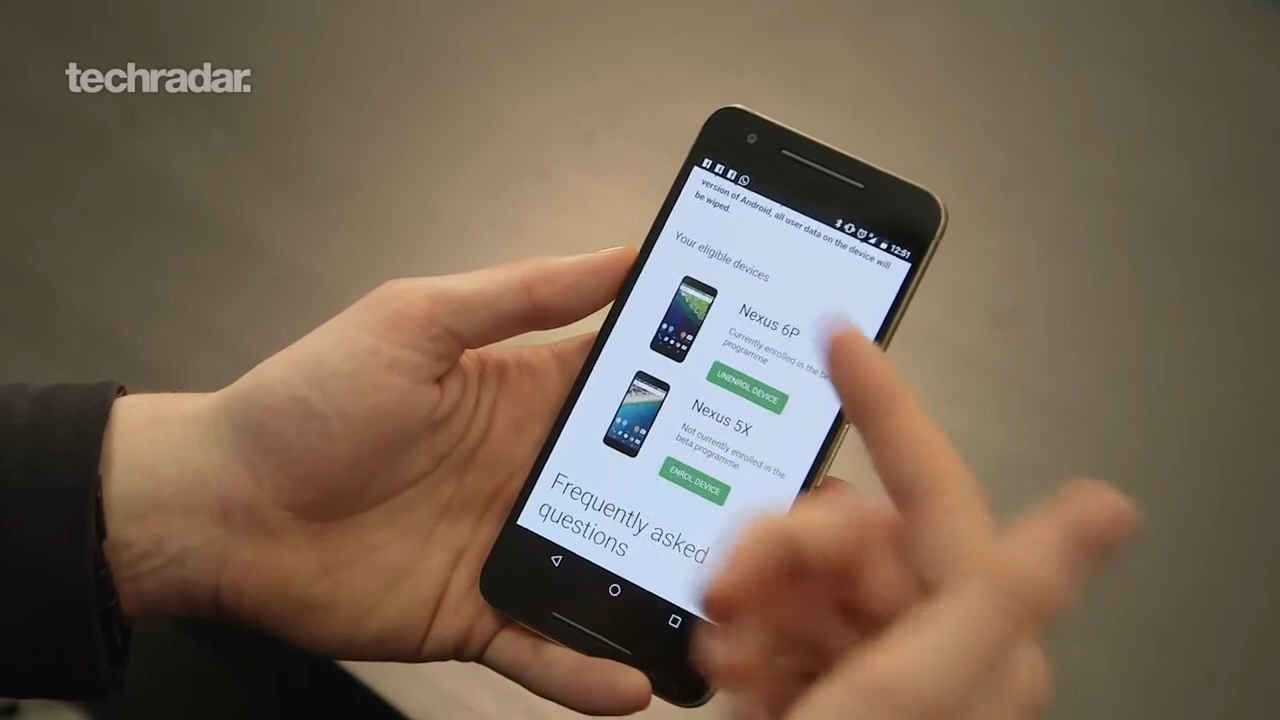 techradar.
12:51
version of Android, all user data on the device will
be wiped.
Your eligible devices
Nexus 6P
Currently enrolled in the
programme
UNENROL DEVICE
Nexus 5X
Not currently enrolled in the
beta programme
ENROL DEVICE
Frequently asked
questions